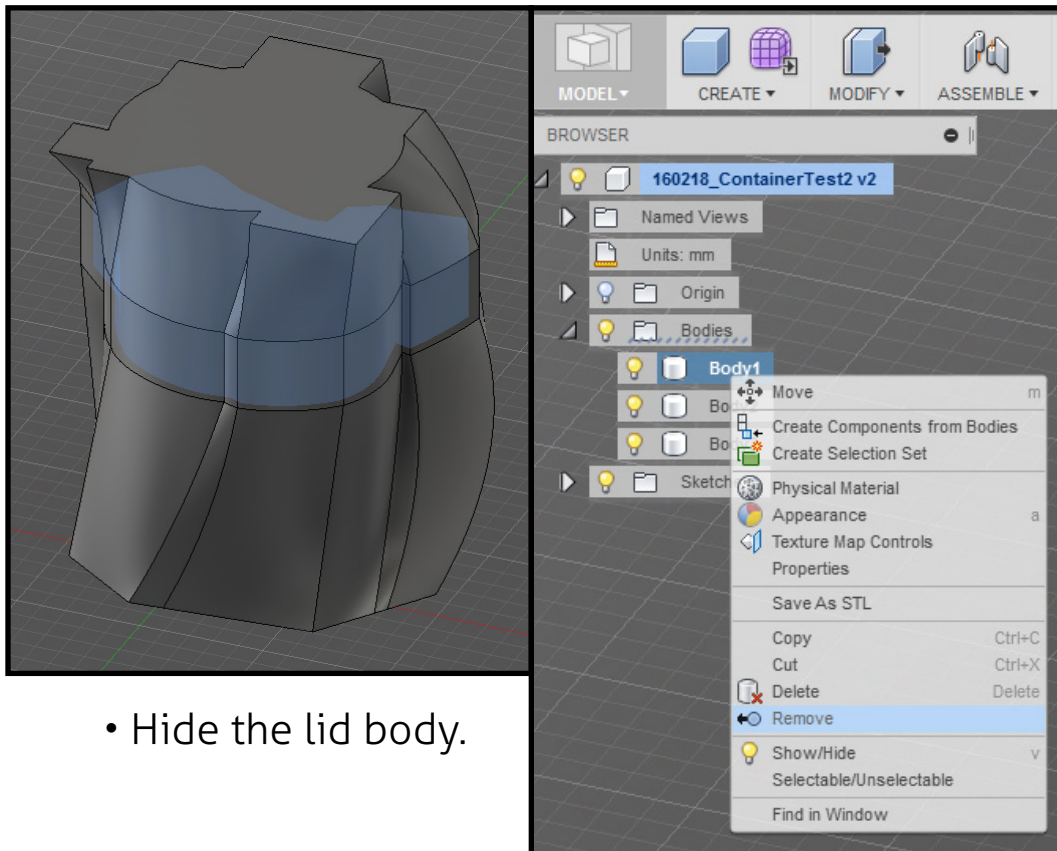 MODEL
CREATE
MODIFY
ASSEMBLE
BROWSER
160218_ContainerTest2 v2
Named Views
Units: mm
Origin
Bodies
Body1
Move m
Create Components from Bodies
Create Selection Set
Physical Material
Appearance a
Texture Map Controls
Properties
Save As STL
Copy Ctrl+C
Cut Ctrl+X
Delete Delete
Remove
Show/Hide v
Selectable/Unselectable
Find in Window
• Hide the lid body.